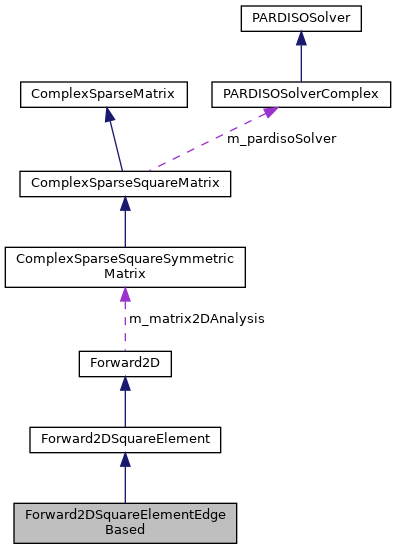 PARDISOSolver
ComplexSparseMatrix
PARDISOSolverComplex
m_pardisoSolver
ComplexSparseSquareMatrix
ComplexSparseSquareSymmetric
Matrix
m_matrix2DAnalysis
Forward2D
Forward2DSquareElement
Forward2DSquareElementEdge
Based